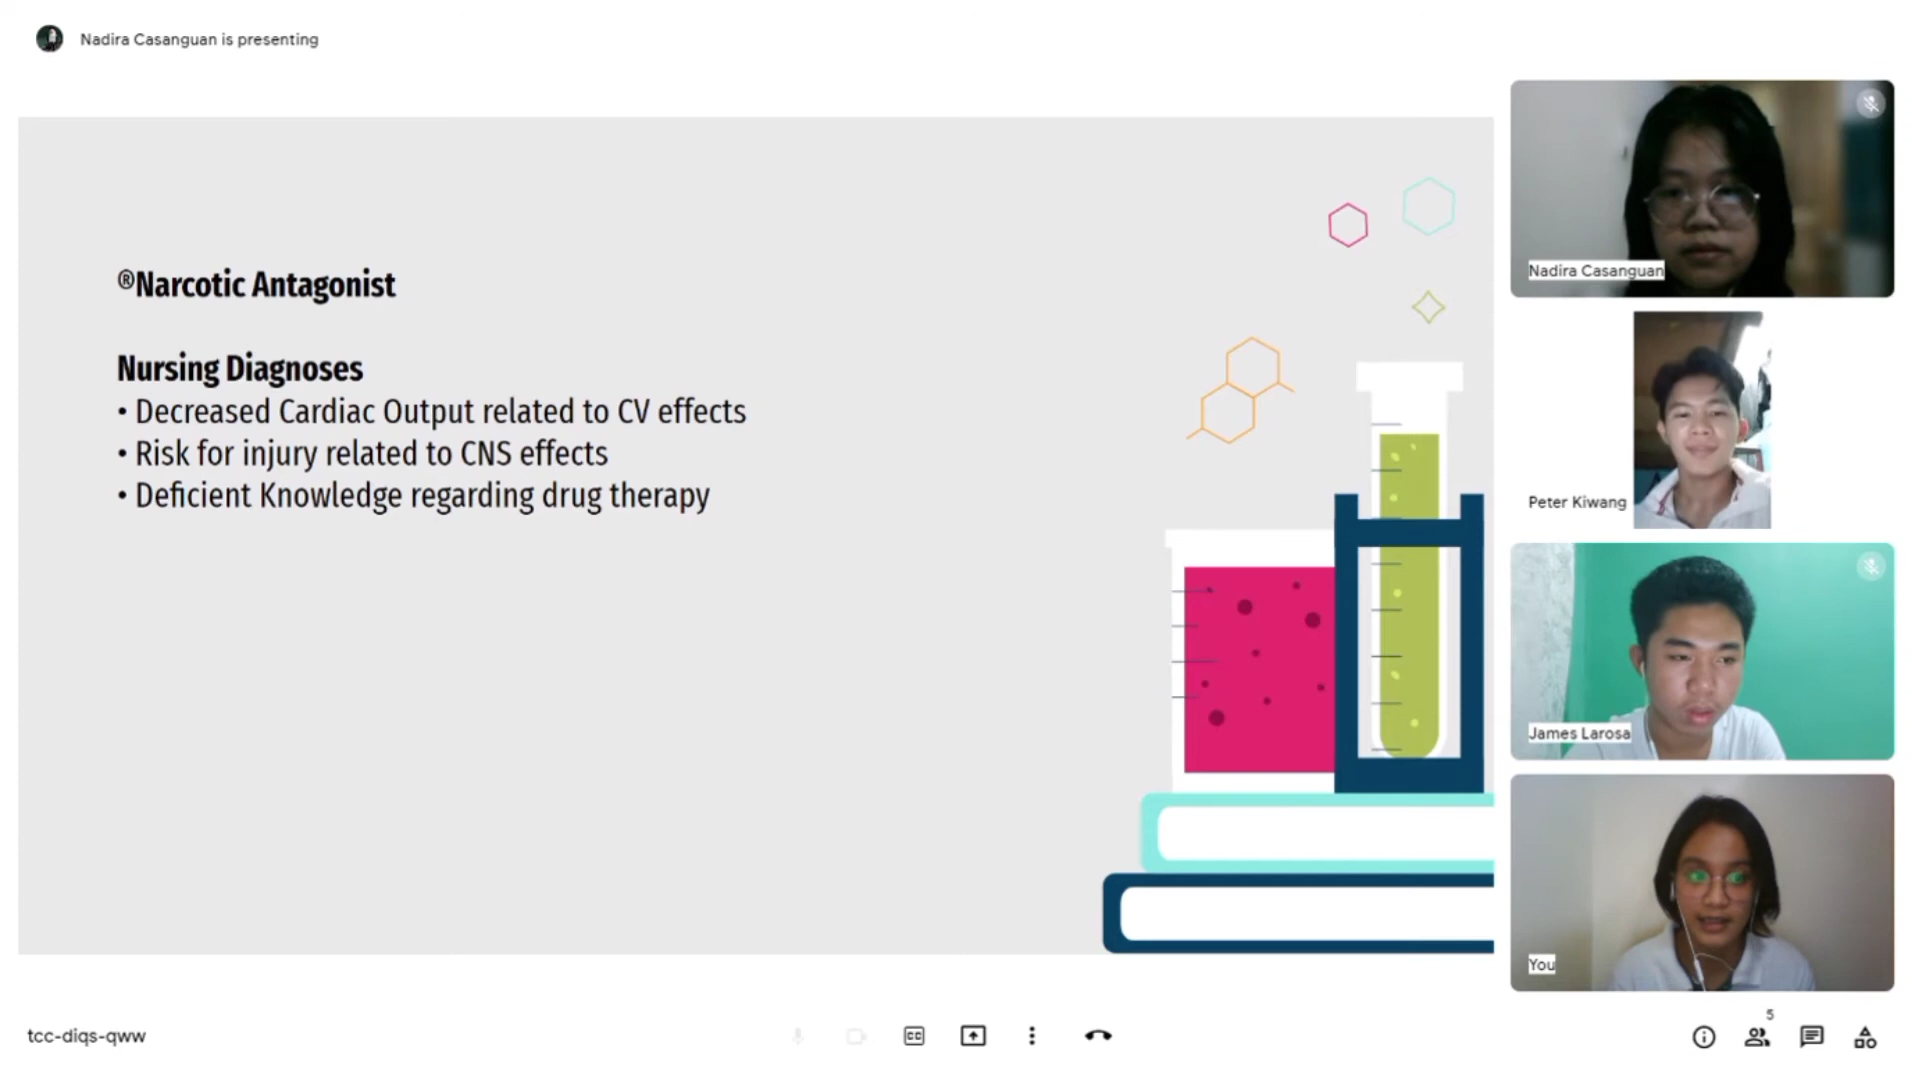 Nadira Casanguan is presenting
®Narcotic Antagonist
Nursing Diagnoses
• Decreased Cardiac Output related to CV effects
• Risk for injury related to CNS effects
• Deficient Knowledge regarding drug therapy
Nadira Casanguan
Peter Kiwang
James Larosa
You
tcc-diqs-qww
CC
5